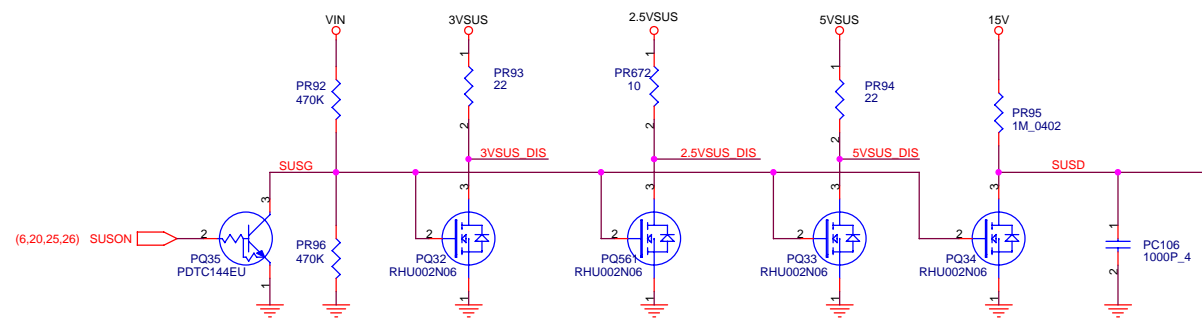 VIN
3VSUS
2.5VSUS
5VSUS
15V
1
1
1
PR93
22
PR672
10
PR94
22
PR92
470K
PR95
1M_0402
2
2
2
3VSUS_DIS
2.5VSUS_DIS
5VSUS_DIS
SUSG
SUSD
3
3
3
3
3
(6,20,25,26) SUSON
2
2
2
2
2
1
PQ35
PDTC144EU
PR96
470K
PQ32
RHU002N06
PQ561
RHU002N06
PQ33
RHU002N06
PQ34
RHU002N06
PC106
1000P_4
2
1
1
1
1
1